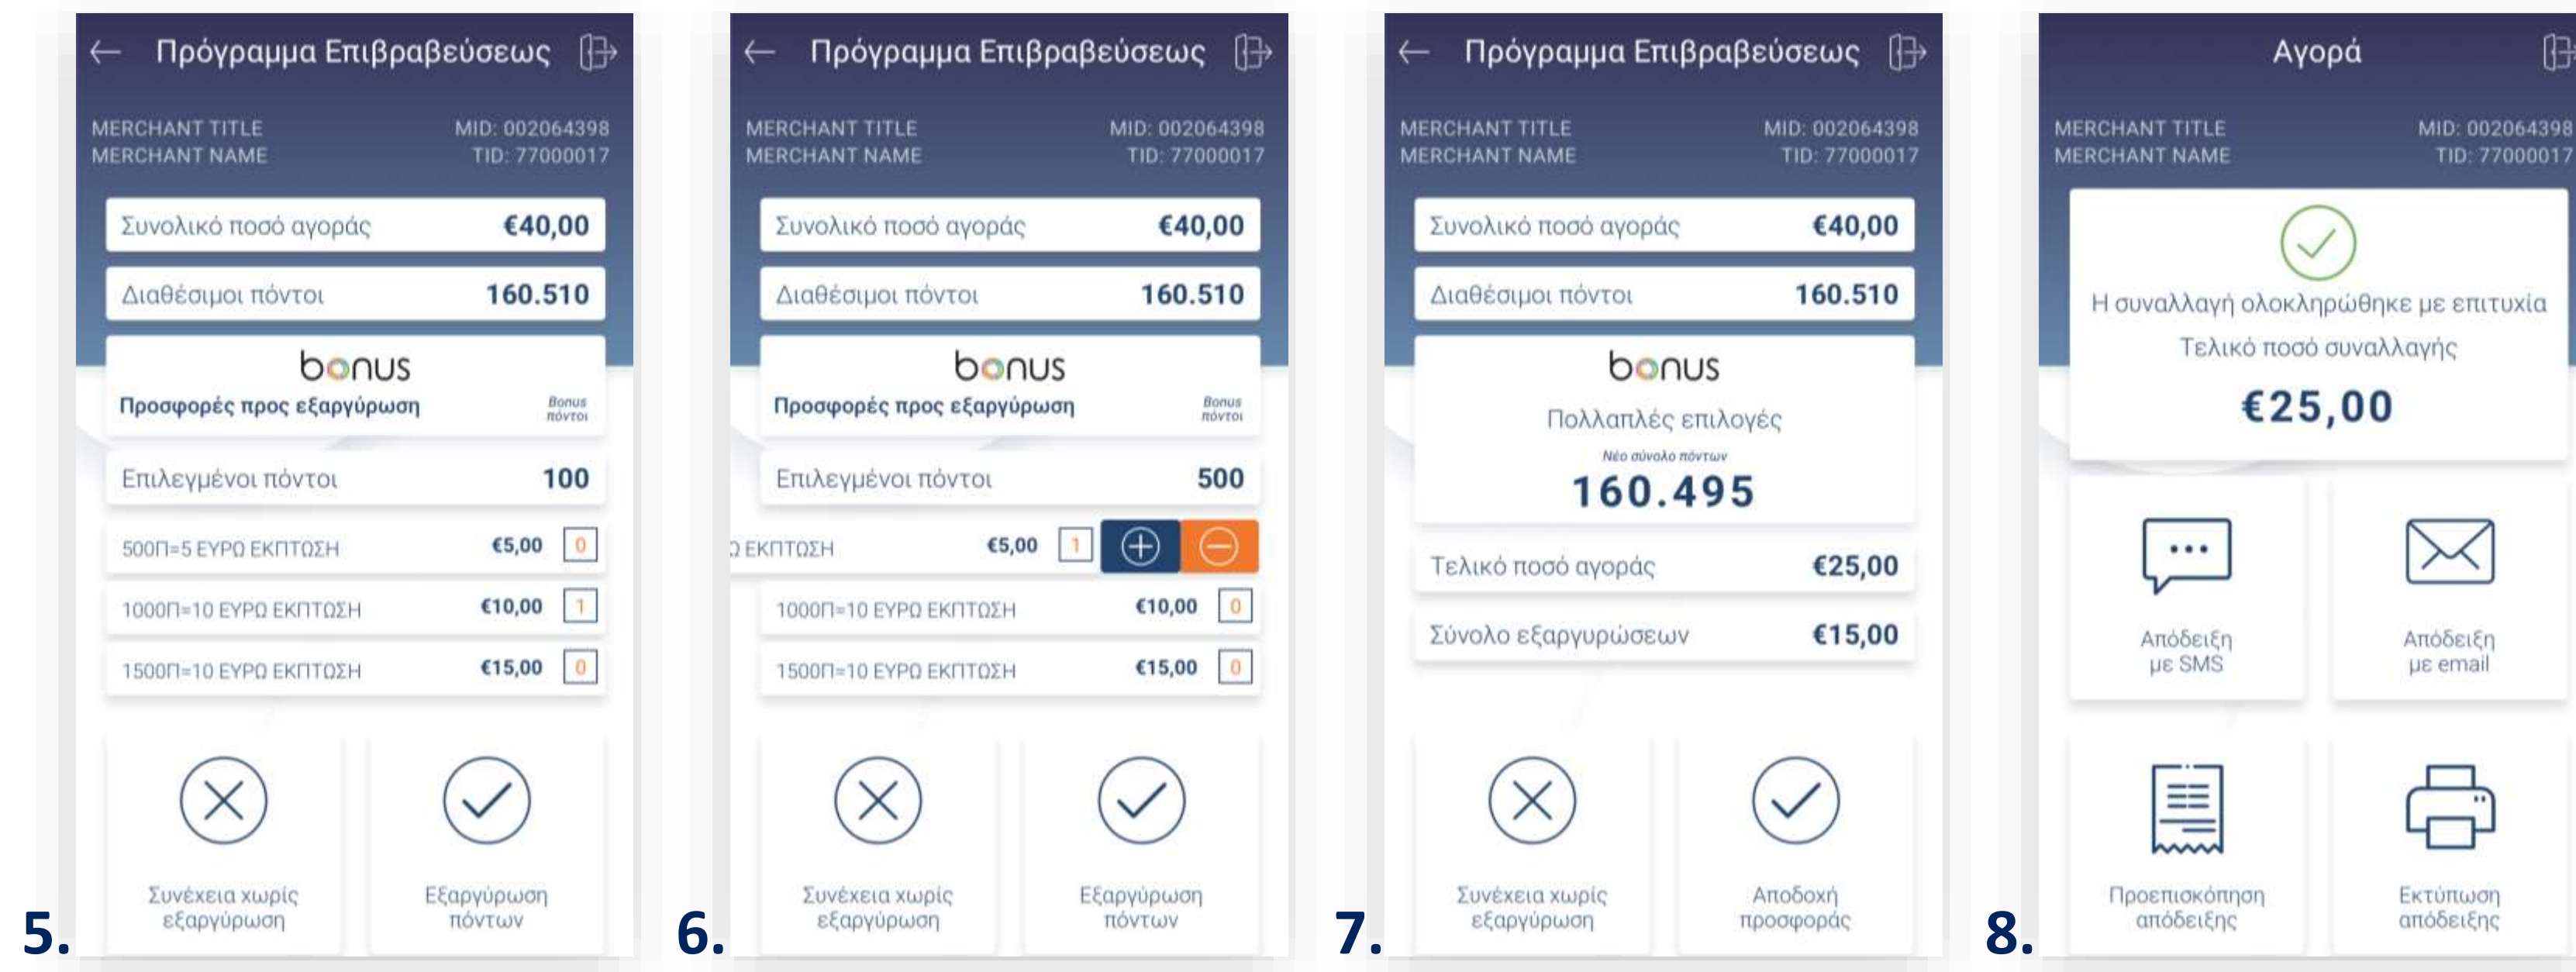 Πρόγραμμα Επιβραβεύσεως
MERCHANT TITLE MID: 002064398
MERCHANT NAME TID: 77000017
Συνολικό ποσό αγοράς €40,00
Διαθέσιμοι πόντοι 160.510
bonus
Προσφορές προς εξαργύρωση Bonus πόντοι
Επιλεγμένοι πόντοι 100
500Π=5 ΕΥΡΩ ΕΚΠΤΩΣΗ €5,00 0
1000Π=10 ΕΥΡΩ ΕΚΠΤΩΣΗ €10,00 1
1500Π=10 ΕΥΡΩ ΕΚΠΤΩΣΗ €15,00 0
Συνέχεια χωρίς
εξαργύρωση
Εξαργύρωση
πόντων
5.
Πρόγραμμα Επιβραβεύσεως
MERCHANT TITLE MID: 002064398
MERCHANT NAME TID: 77000017
Συνολικό ποσό αγοράς €40,00
Διαθέσιμοι πόντοι 160.510
bonus
Προσφορές προς εξαργύρωση Bonus πόντοι
Επιλεγμένοι πόντοι 500
Ω ΕΚΠΤΩΣΗ €5,00 1
1000Π=10 ΕΥΡΩ ΕΚΠΤΩΣΗ €10,00 0
1500Π=10 ΕΥΡΩ ΕΚΠΤΩΣΗ €15,00 0
Συνέχεια χωρίς
εξαργύρωση
Εξαργύρωση
πόντων
6.
Πρόγραμμα Επιβραβεύσεως
MERCHANT TITLE MID: 002064398
MERCHANT NAME TID: 77000017
Συνολικό ποσό αγοράς €40,00
Διαθέσιμοι πόντοι 160.510
bonus
Πολλαπλές επιλογές
Νέο σύνολο πόντων
160.495
Τελικό ποσό αγοράς €25,00
Σύνολο εξαργυρώσεων €15,00
Συνέχεια χωρίς
εξαργύρωση
Αποδοχή
προσφοράς
7.
Αγορά
MERCHANT TITLE MID: 002064398
MERCHANT NAME TID: 77000017
Η συναλλαγή ολοκληρώθηκε με επιτυχία
Τελικό ποσό συναλλαγής
€25,00
Απόδειξη
με SMS
Απόδειξη
με email
Προεπισκόπηση
απόδειξης
Εκτύπωση
απόδειξης
8.